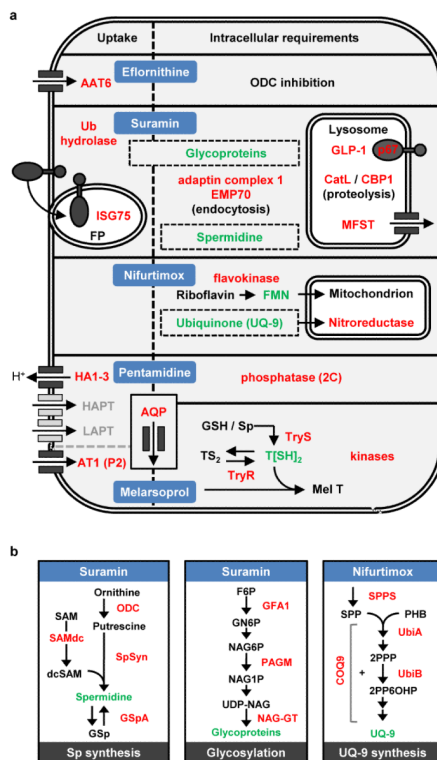 a
Uptake
Intracellular requirements
AAT6
Eflornithine
ODC inhibition
Ub
hydrolase
Suramin
Glycoproteins
adaptin complex 1
EMP70
(endocytosis)
Spermidine
ISG75
FP
Lysosome
GLP-1
p67
CatL / CBP1
(proteolysis)
MFST
Nifurtimox
flavokinase
Riboflavin
FMN
Mitochondrion
Ubiquinone (UQ-9)
Nitroreductase
H+
HA1-3
Pentamidine
phosphatase (2C)
HAPT
LAPT
AQP
AT1 (P2)
GSH / Sp
TryS
TS2
T[SH]2
TryR
kinases
Melarsoprol
Mel T
b
Suramin
Ornithine
ODC
SAM
Putrescine
SAMdc
SpSyn
dcSAM
Spermidine
GSpA
GSp
Sp synthesis
Suramin
F6P
GFA1
GN6P
NAG6P
PAGM
NAG1P
UDP-NAG
NAG-GT
Glycoproteins
Glycosylation
Nifurtimox
SPPS
SPP
PHB
UbiA
2PPP
COQ9
+
UbiB
2PP6OHP
UQ-9
UQ-9 synthesis